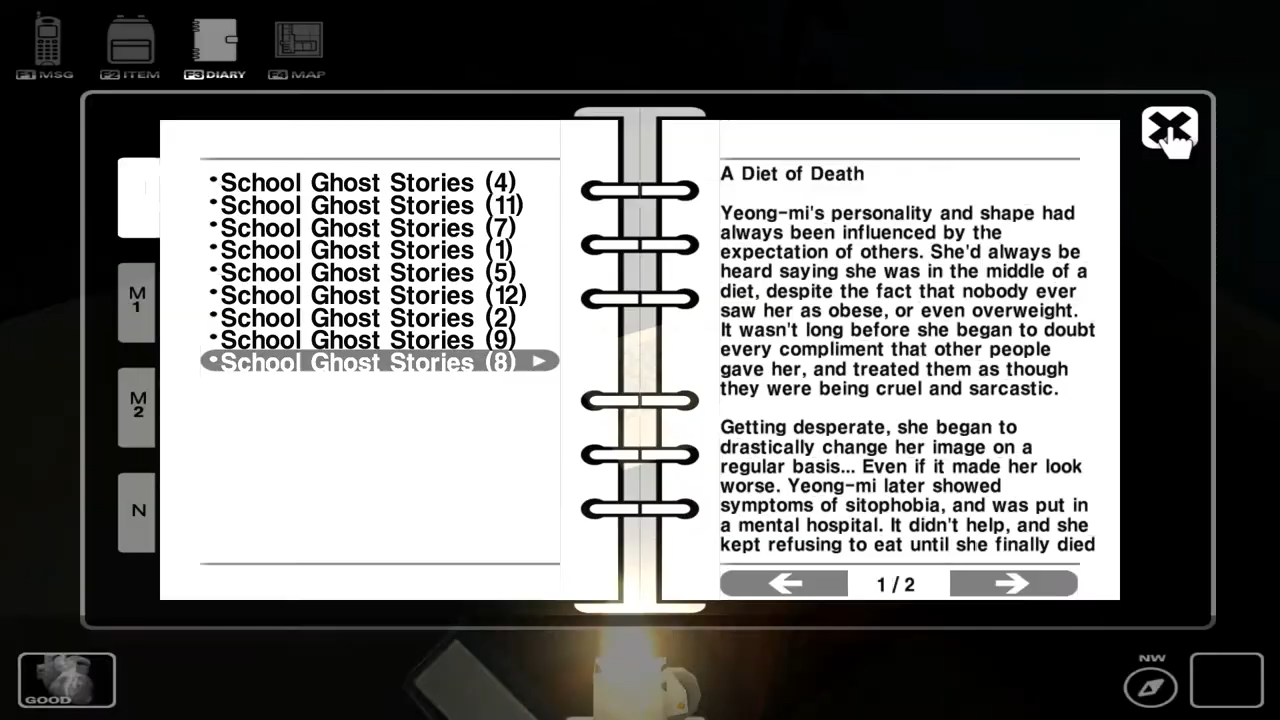 F1 MSG
F2 ITEM
F3 DIARY
F4 MAP
M
1
M
2
N
•School Ghost Stories (4)
•School Ghost Stories (11)
•School Ghost Stories (7)
•School Ghost Stories (1)
•School Ghost Stories (5)
•School Ghost Stories (12)
•School Ghost Stories (2)
•School Ghost Stories (9)
•School Ghost Stories (8)
A Diet of Death
Yeong-mi's personality and shape had
always been influenced by the
expectation of others. She'd always be
heard saying she was in the middle of a
diet, despite the fact that nobody ever
saw her as obese, or even overweight.
It wasn't long before she began to doubt
every compliment that other people
gave her, and treated them as though
they were being cruel and sarcastic.
Getting desperate, she began to
drastically change her image on a
regular basis... Even if it made her look
worse. Yeong-mi later showed
symptoms of sitophobia, and was put in
a mental hospital. It didn't help, and she
kept refusing to eat until she finally died
1/2
GOOD
NW